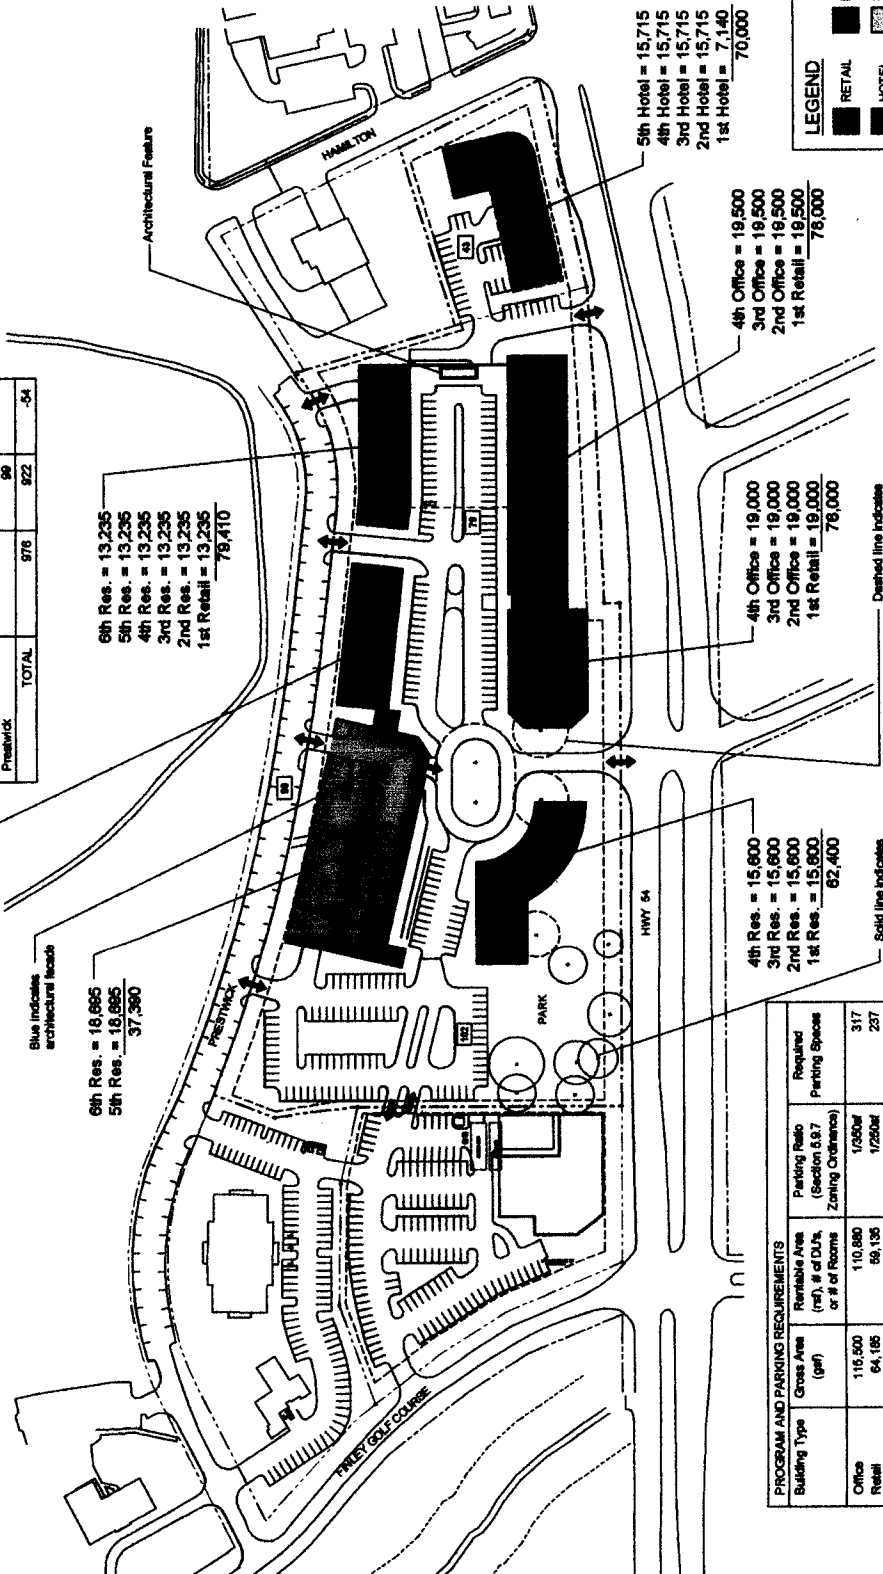 Prestwick 99
TOTAL 976 922 -54
Blue indicates
architectural facade
6th Res. = 18,695
5th Res. = 18,695
37,390
6th Res. = 13,235
5th Res. = 13,235
4th Res. = 13,235
3rd Res. = 13,235
2nd Res. = 13,235
1st Retail = 13,235
79,410
Architectural Feature
5th Hotel = 15,715
4th Hotel = 15,715
3rd Hotel = 15,715
2nd Hotel = 15,715
1st Hotel = 7,140
70,000
LEGEND
RETAIL
HOTEL
HAMILTON
PRESTWICK
PARK
HWY 54
FINLEY GOLF COURSE
102
79
4th Office = 19,500
3rd Office = 19,500
2nd Office = 19,500
1st Retail = 19,500
78,000
4th Office = 19,000
3rd Office = 19,000
2nd Office = 19,000
1st Retail = 19,000
76,000
Dashed line indicates
4th Res. = 15,600
3rd Res. = 15,600
2nd Res. = 15,600
1st Res. = 15,600
62,400
Solid line indicates
PROGRAM AND PARKING REQUIREMENTS
Building Type Gross Area (gsf) Rentable Area (rsf), # of DU's, or # of Rooms Parking Ratio (Section 5.9.7 Zoning Ordinance) Required Parking Spaces
Office 115,500 110,880 1/350sf 317
Retail 64,185 59,135 1/250sf 237